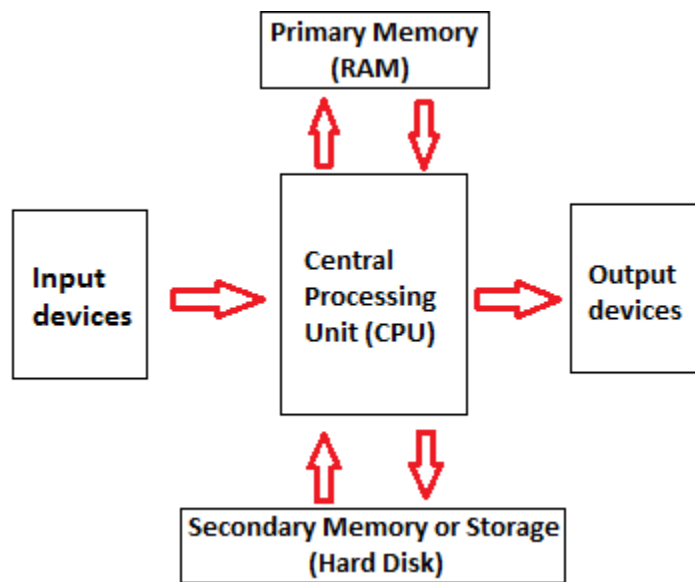 Primary Memory
(RAM)
Input
devices
Central
Processing
Unit (CPU)
Output
devices
Secondary Memory or Storage
(Hard Disk)